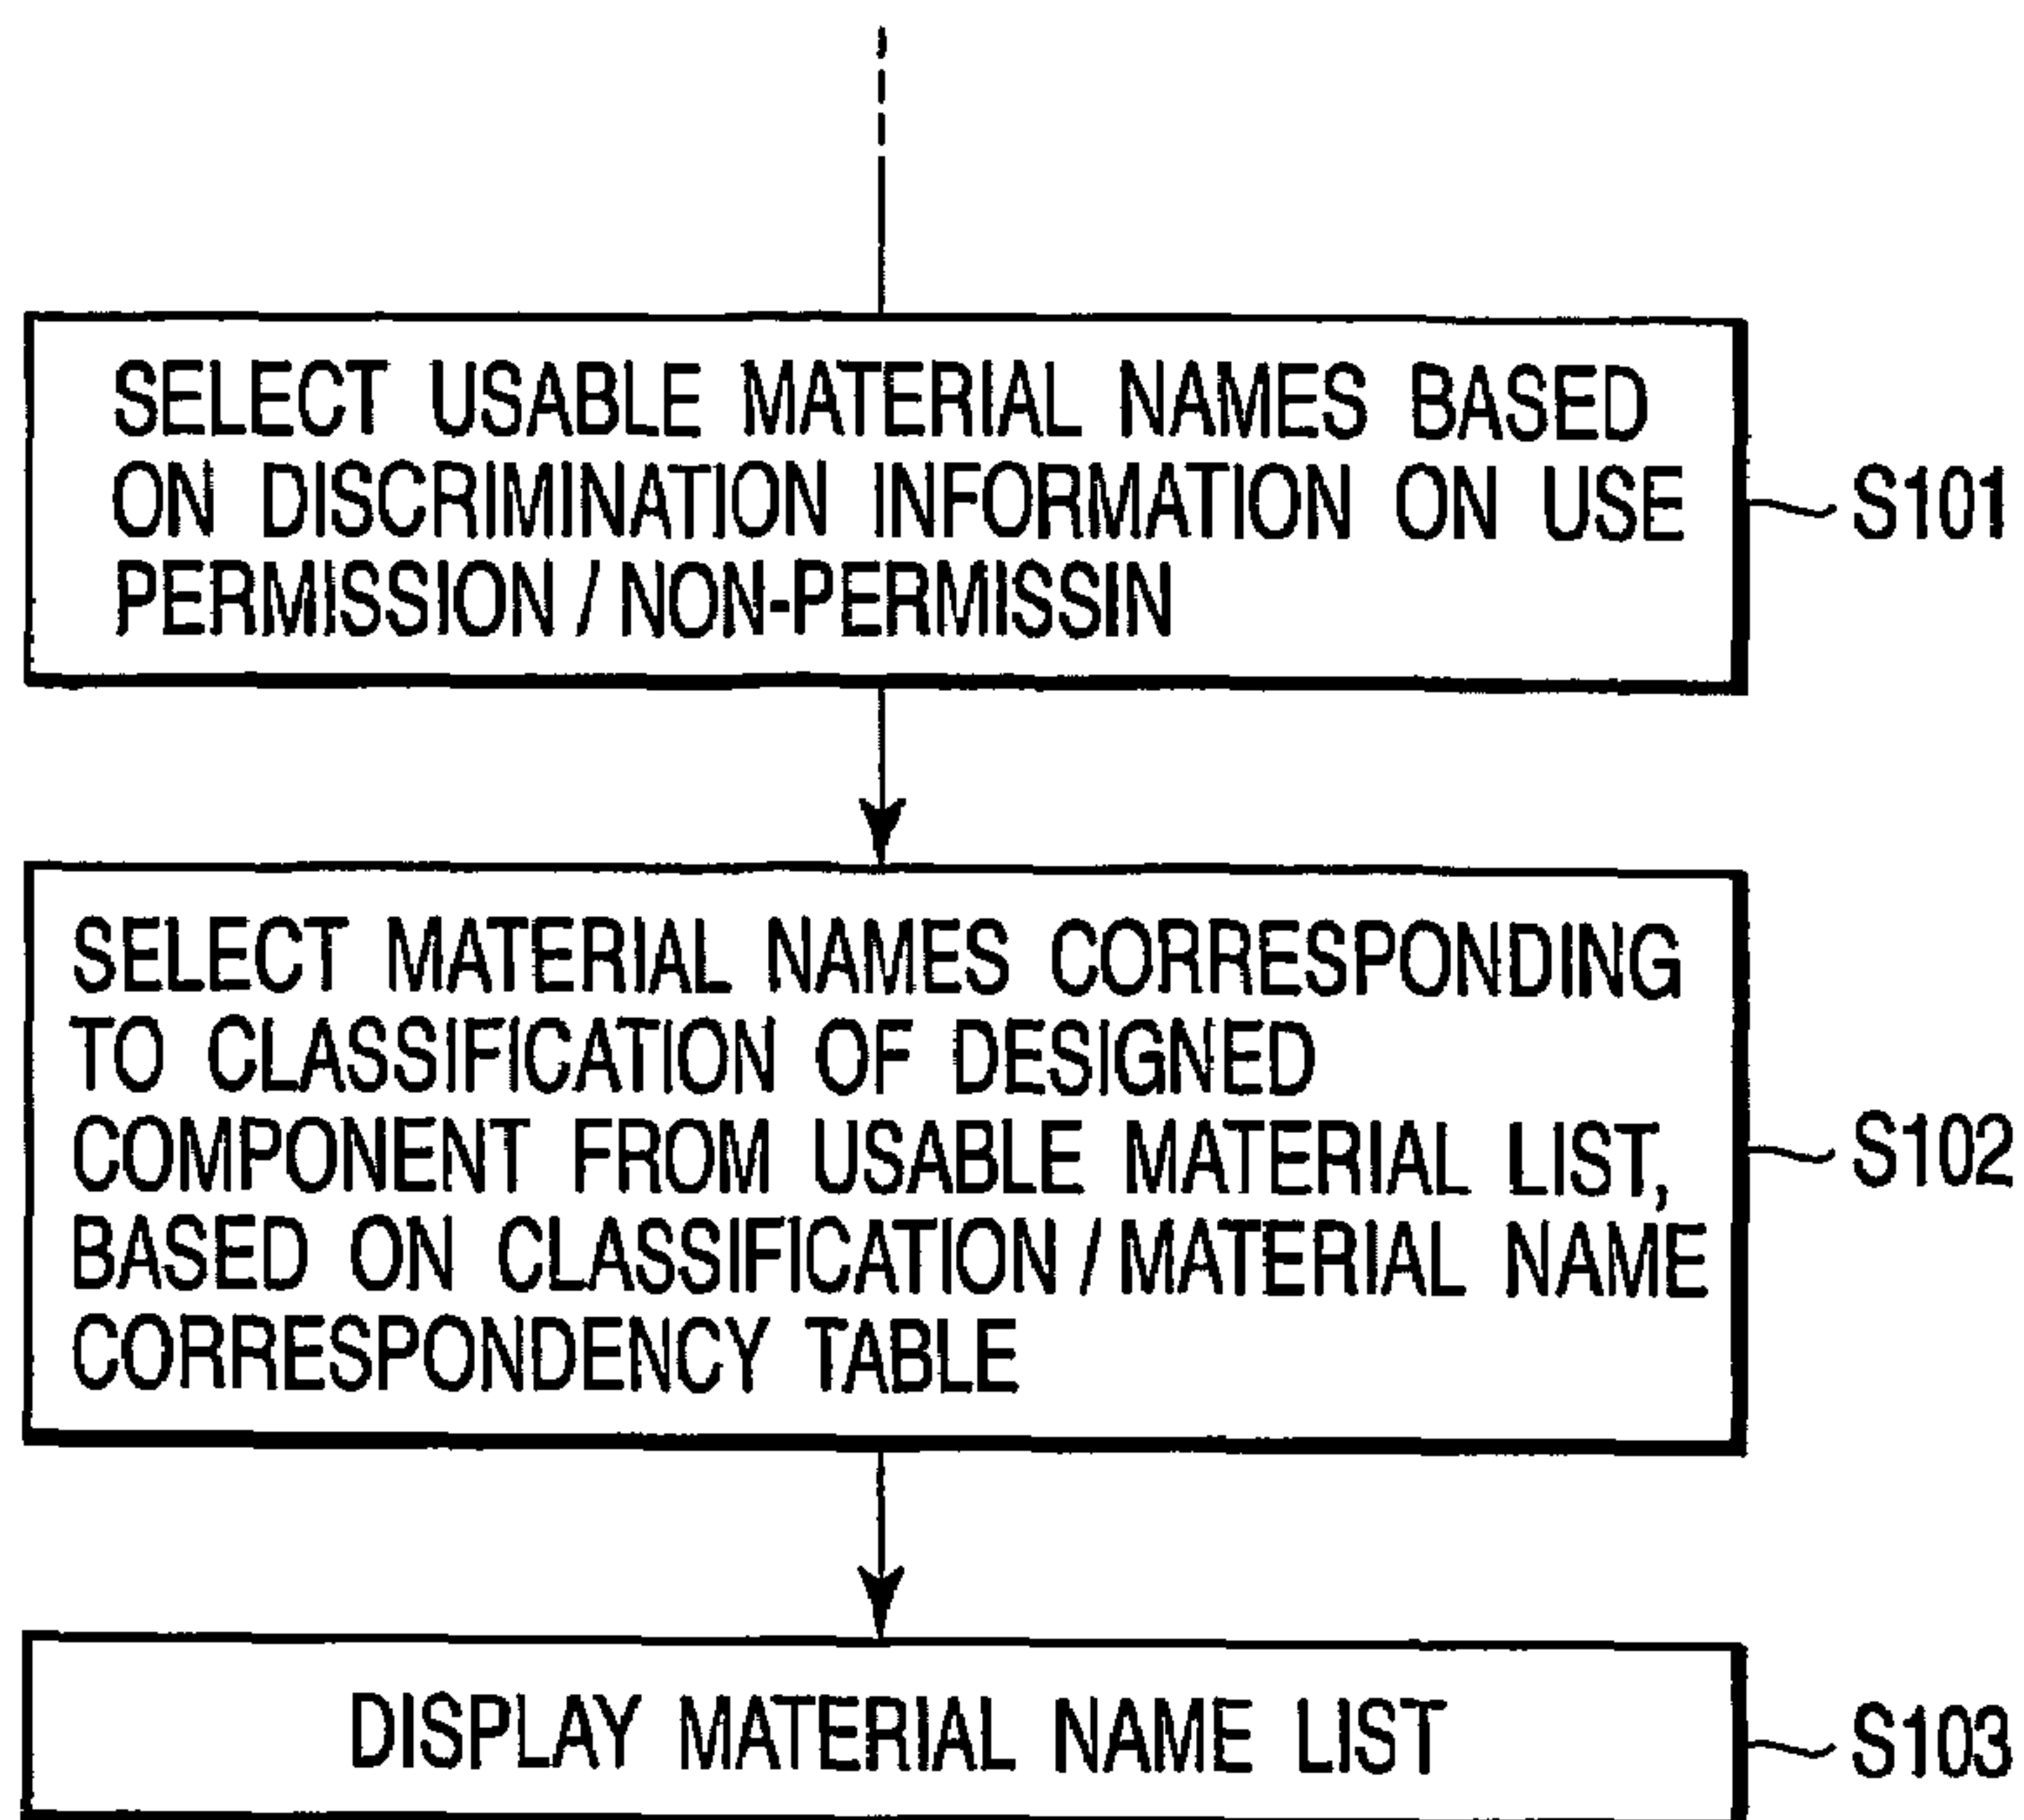 SELECT USABLE MATERIAL NAMES BASED
ON DISCRIMINATION INFORMATION ON USE
PERMISSION / NON-PERMISSIN
S101
SELECT MATERIAL NAMES CORRESPONDING
TO CLASSIFICATION OF DESIGNED
COMPONENT FROM USABLE MATERIAL LIST,
BASED ON CLASSIFICATION / MATERIAL NAME
CORRESPONDENCY TABLE
S102
DISPLAY MATERIAL NAME LIST
S103